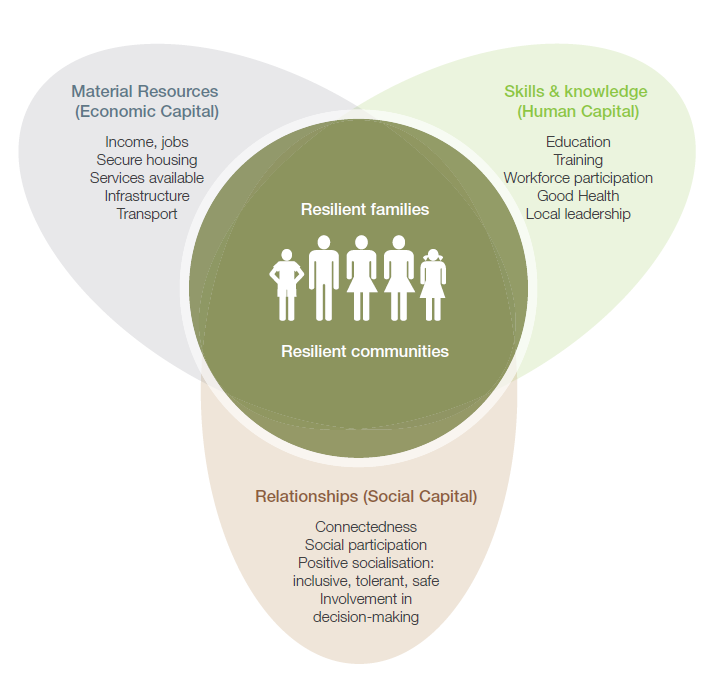 Material Resources
(Economic Capital)
Income, jobs
Secure housing
Services available
Infrastructure
Transport
Skills & knowledge
(Human Capital)
Education
Training
Workforce participation
Good Health
Local leadership
Resilient families
Resilient communities
Relationships (Social Capital)
Connectedness
Social participation
Positive socialisation:
inclusive, tolerant, safe
Involvement in
decision-making